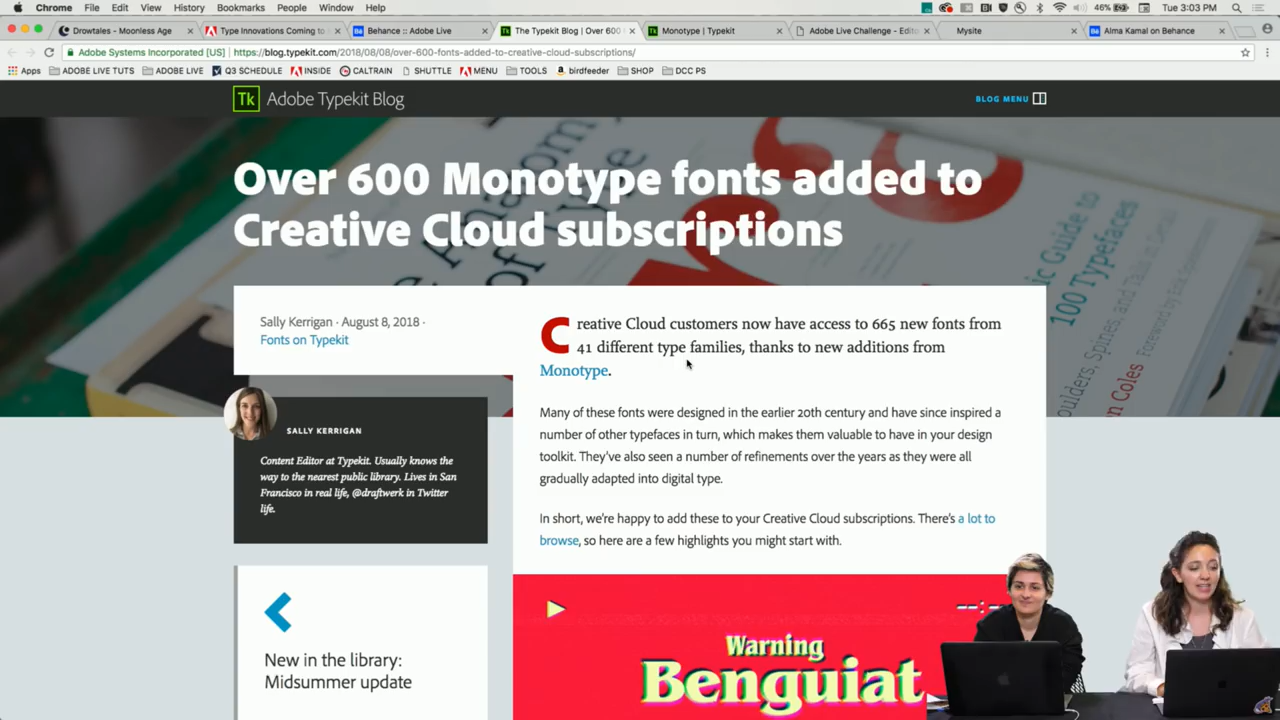 Chrome File Edit View History Bookmarks People Window Help
46% Tue 3:03 PM
Drowtales - Moonless Age
Type Innovations Coming to
Behance :: Adobe Live
The Typekit Blog | Over 600
Monotype | Typekit
Adobe Live Challenge - Edit
Mysite
Alma Kamal on Behance
Adobe Systems Incorporated [US] https://blog.typekit.com/2018/08/08/over-600-fonts-added-to-creative-cloud-subscriptions/
Apps ADOBE LIVE TUTS ADOBE LIVE Q3 SCHEDULE INSIDE CALTRAIN SHUTTLE MENU TOOLS birdfeeder SHOP DCC PS
Tk Adobe Typekit Blog
BLOG MENU
Over 600 Monotype fonts added to
Creative Cloud subscriptions
Sally Kerrigan · August 8, 2018 ·
Fonts on Typekit
SALLY KERRIGAN
Content Editor at Typekit. Usually knows the
way to the nearest public library. Lives in San
Francisco in real life, @draftwerk in Twitter
life.
New in the library:
Midsummer update
Creative Cloud customers now have access to 665 new fonts from
41 different type families, thanks to new additions from
Monotype.
Many of these fonts were designed in the earlier 20th century and have since inspired a
number of other typefaces in turn, which makes them valuable to have in your design
toolkit. They've also seen a number of refinements over the years as they were all
gradually adapted into digital type.
In short, we're happy to add these to your Creative Cloud subscriptions. There's a lot to
browse, so here are a few highlights you might start with.
Warning
Benguiat
100 Typefaces